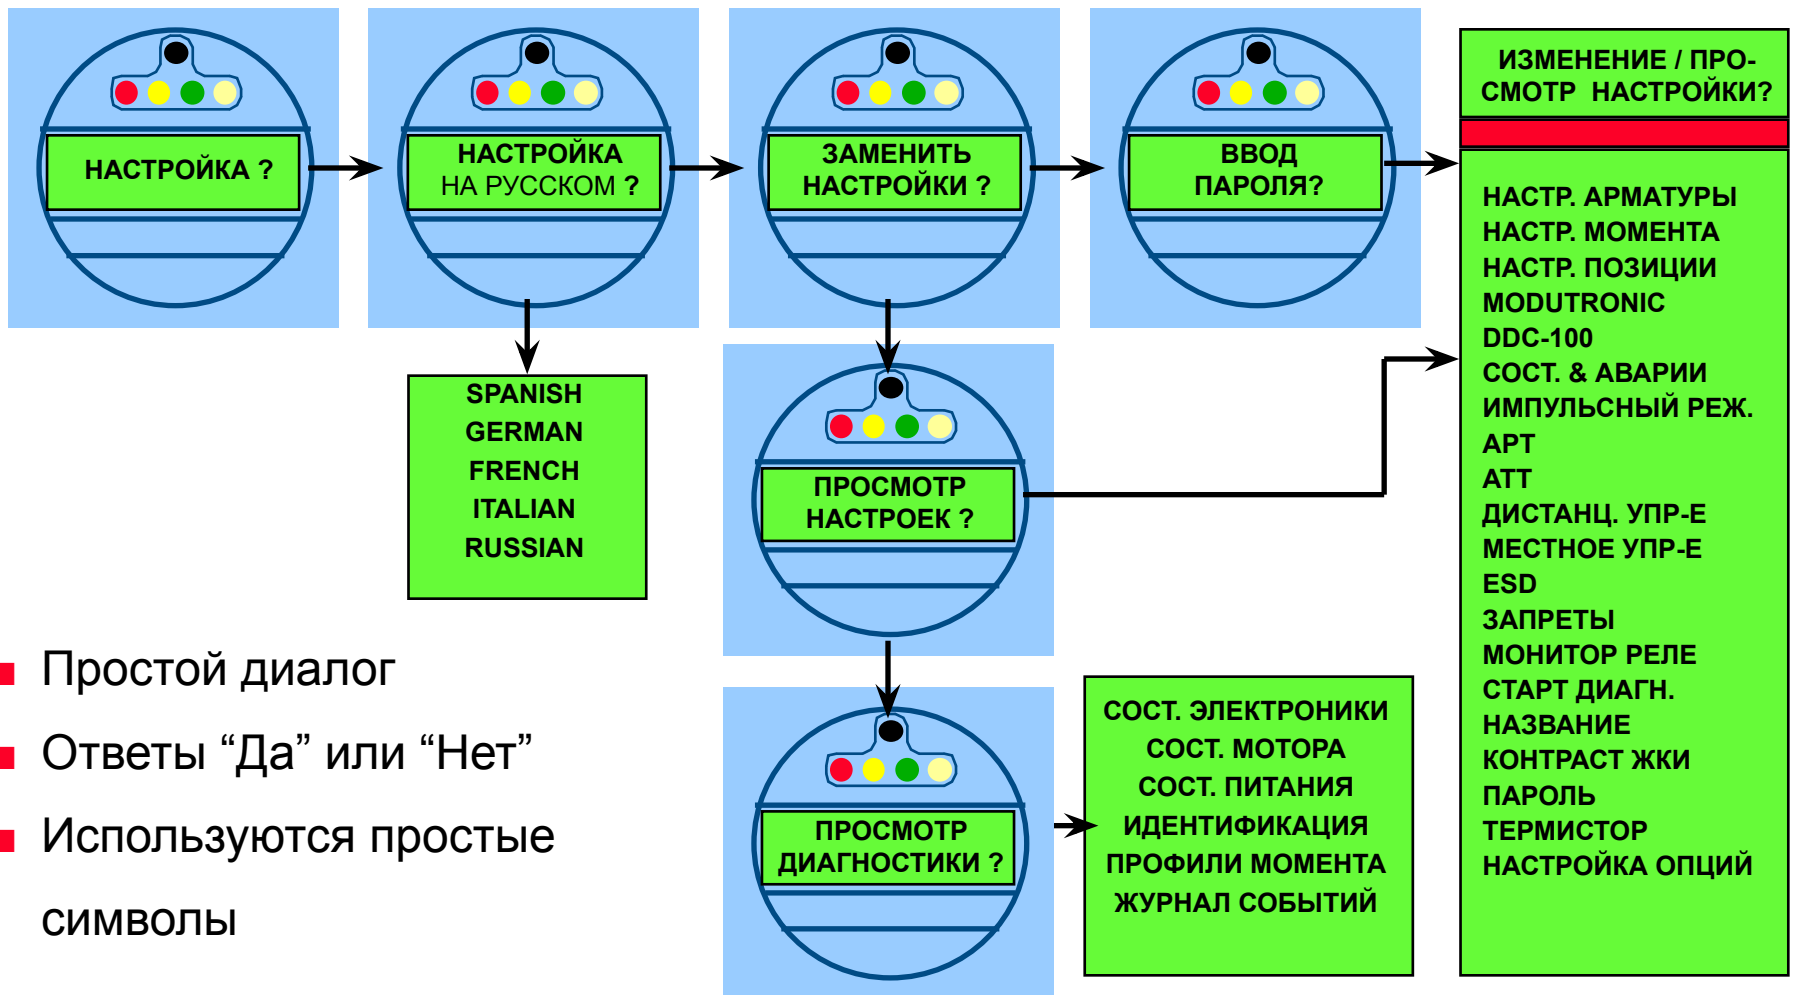 НАСТРОЙКА ?
НАСТРОЙКА
НА РУССКОМ ?
ЗАМЕНИТЬ
НАСТРОЙКИ ?
ВВОД
ПАРОЛЯ?
ИЗМЕНЕНИЕ / ПРО-
СМОТР НАСТРОЙКИ?
НАСТР. АРМАТУРЫ
НАСТР. МОМЕНТА
НАСТР. ПОЗИЦИИ
MODUTRONIC
DDC-100
СОСТ. & АВАРИИ
ИМПУЛЬСНЫЙ РЕЖ.
АРТ
АТТ
ДИСТАНЦ. УПР-Е
МЕСТНОЕ УПР-Е
ESD
ЗАПРЕТЫ
МОНИТОР РЕЛЕ
СТАРТ ДИАГН.
НАЗВАНИЕ
КОНТРАСТ ЖКИ
ПАРОЛЬ
ТЕРМИСТОР
НАСТРОЙКА ОПЦИЙ
SPANISH
GERMAN
FRENCH
ITALIAN
RUSSIAN
ПРОСМОТР
НАСТРОЕК ?
ПРОСМОТР
ДИАГНОСТИКИ ?
СОСТ. ЭЛЕКТРОНИКИ
СОСТ. МОТОРА
СОСТ. ПИТАНИЯ
ИДЕНТИФИКАЦИЯ
ПРОФИЛИ МОМЕНТА
ЖУРНАЛ СОБЫТИЙ
Простой диалог
Ответы “Да” или “Нет”
Используются простые
символы